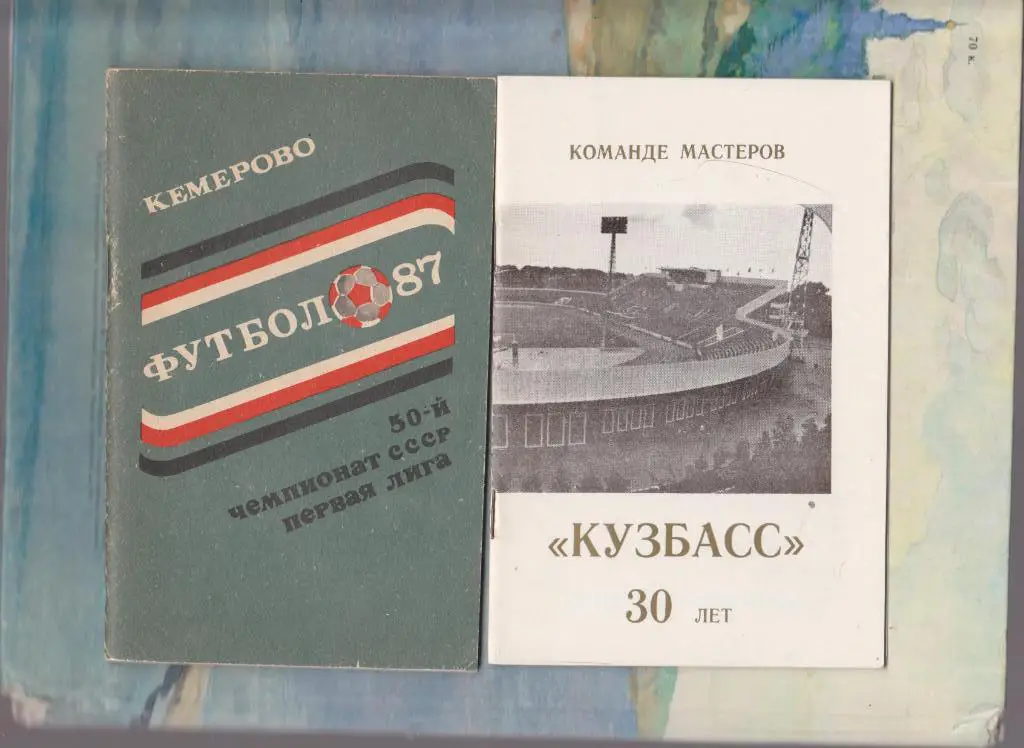 КЕМЕРОВО
ФУТБОЛ 87
50-й
чемпионат СССР
первая лига
КОМАНДЕ МАСТЕРОВ
«КУЗБАСС»
30 ЛЕТ
70 к.